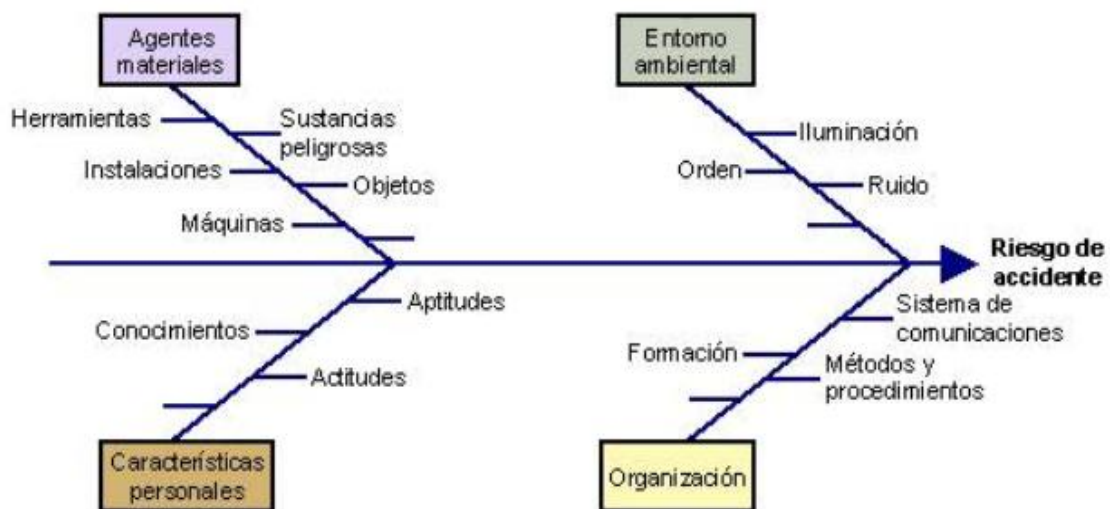 Agentes
materiales
Entorno
ambiental
Herramientas
Sustancias
peligrosas
Iluminación
Instalaciones
Orden
Objetos
Ruido
Máquinas
Riesgo de
accidente
Aptitudes
Sistema de
comunicaciones
Conocimientos
Formación
Métodos y
procedimientos
Actitudes
Características
personales
Organización